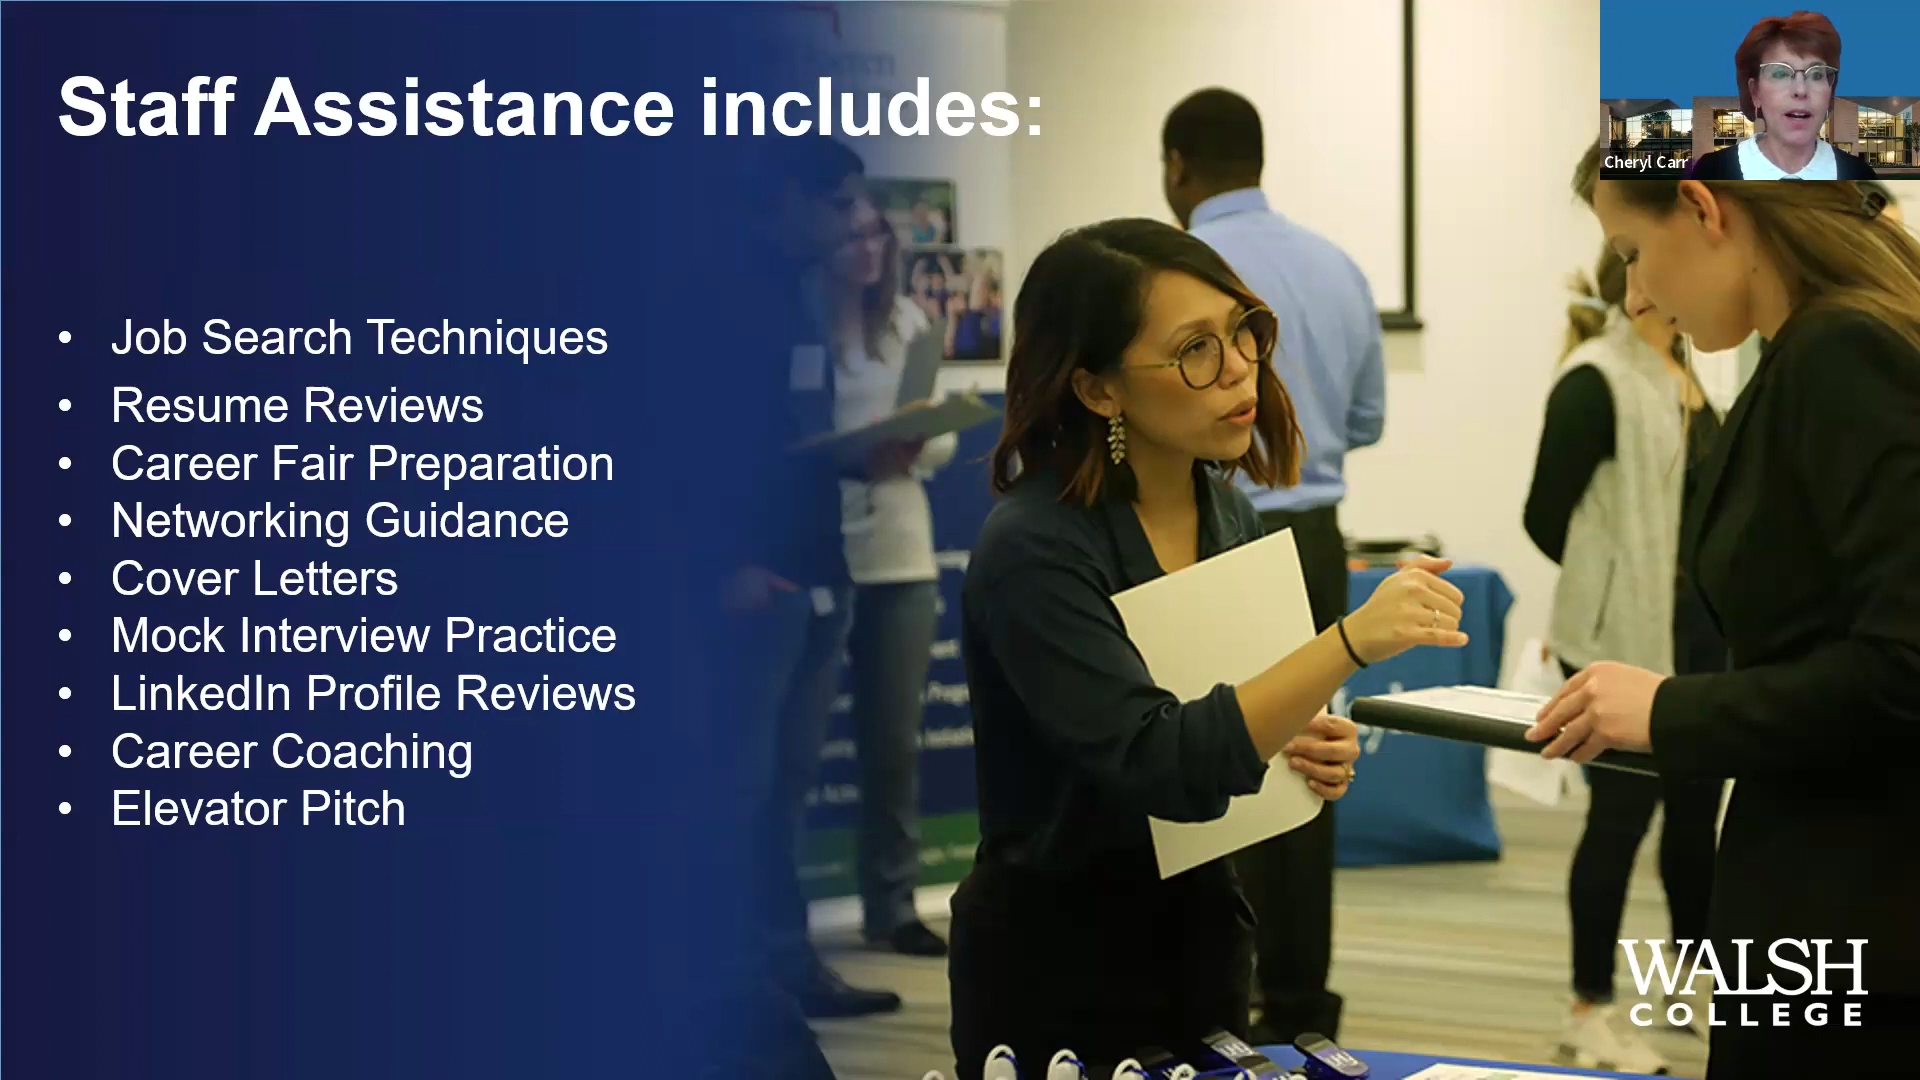 Staff Assistance includes:
Cheryl Carr
• Job Search Techniques
• Resume Reviews
• Career Fair Preparation
• Networking Guidance
• Cover Letters
• Mock Interview Practice
• LinkedIn Profile Reviews
• Career Coaching
• Elevator Pitch
WALSH
COLLEGE